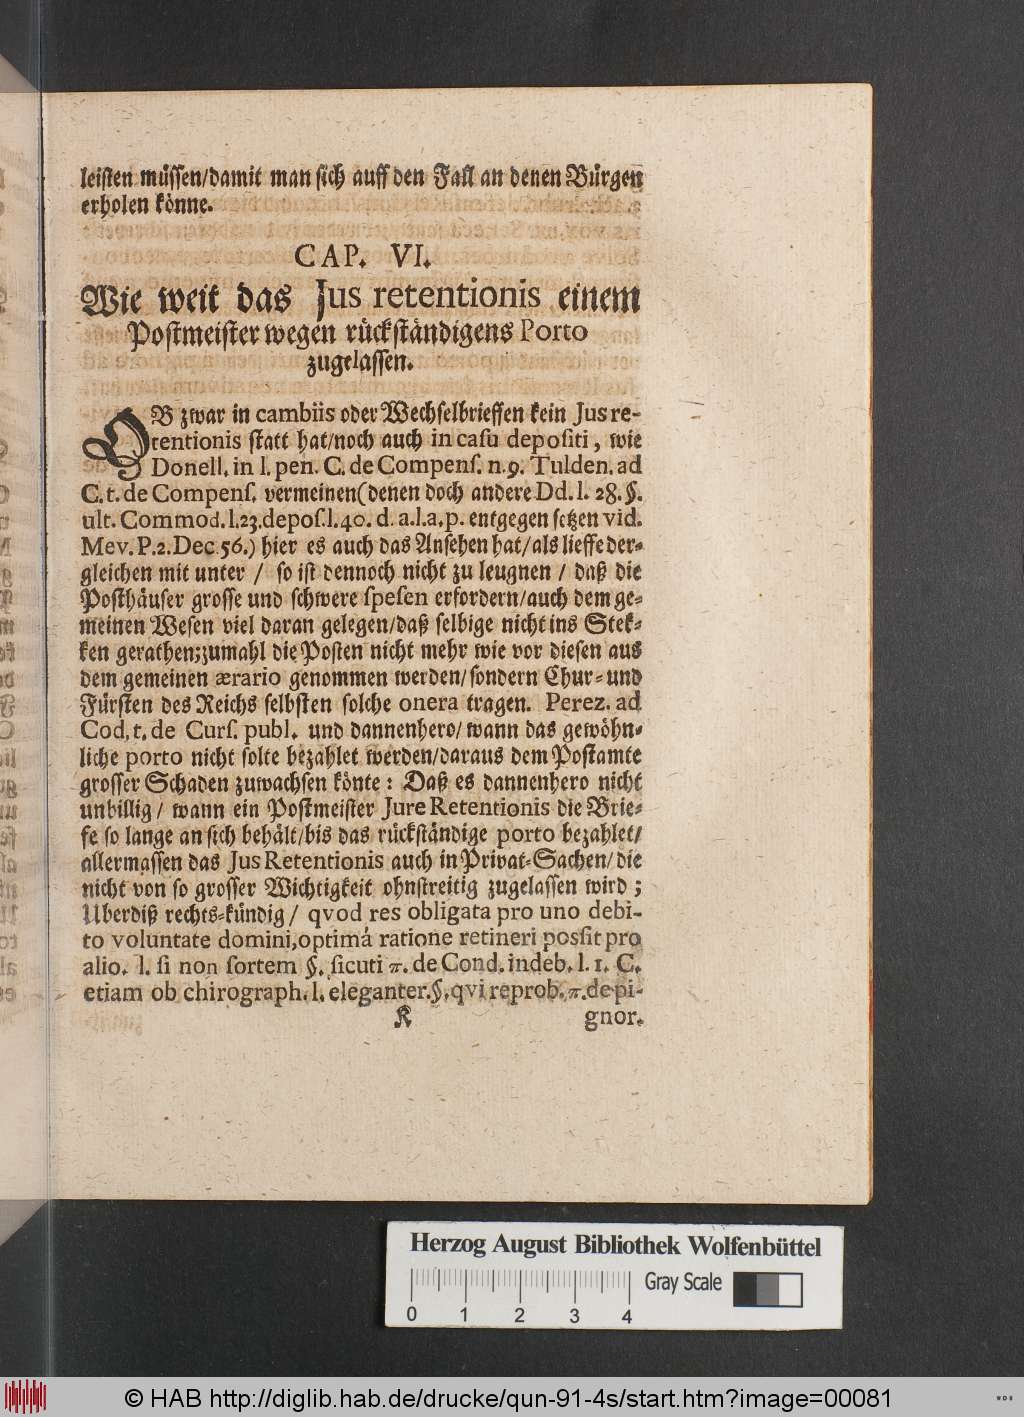 leisten müssen/damit man sich auff den Fall an denen Bürgen
erholen könne.
CAP. VI.
Wie weit das Jus retentionis einem
Postmeister wegen rückständigens Porto
zugelassen.
OB zwar in cambiis oder Wechselbrieffen kein Jus re-
tentionis statt hat/noch auch in casu depositi, wie
Donell. in l. pen. C. de Compens. n. 9. Tulden. ad
C. t. de Compens. vermeinen (denen doch andere Dd. l. 28. §.
ult. Commod. l. 23. depos. l. 40. d. a. l. a. p. entgegen setzen vid.
Mev. P. 2. Dec. 56.) hier es auch das Ansehen hat/als lieffe der-
gleichen mit unter / so ist dennoch nicht zu leugnen / daß die
Posthäuser grosse und schwere spesen erfordern/auch dem ge-
meinen Wesen viel daran gelegen/daß selbige nicht ins Stek-
ken gerathen; zumahl die Posten nicht mehr wie vor diesen aus
dem gemeinen ærario genommen werden/sondern Chur- und
Fürsten des Reichs selbsten solche onera tragen. Perez. ad
Cod. t. de Curs. publ. und dannenhero/ wann das gewöhn-
liche porto nicht solte bezahlet werden/daraus dem Postamte
grosser Schaden zuwachsen könte: Daß es dannenhero nicht
unbillig / wann ein Postmeister Jure Retentionis die Brie-
fe so lange an sich behält/bis das rückständige porto bezahlet/
allermassen das Jus Retentionis auch in Privat-Sachen/die
nicht von so grosser Wichtigkeit ohnstreitig zugelassen wird;
Uberdiß rechts-kündig / qvod res obligata pro uno debi-
to voluntate domini, optimá ratione retineri possit pro
alio. l. si non sortem §. sicuti π. de Cond. indeb. l. 1. C.
etiam ob chirograph. l. eleganter. §. qvi reprob. π. de pi-
K gnor.
Herzog August Bibliothek Wolfenbüttel
Gray Scale
0 1 2 3 4
© HAB http://diglib.hab.de/drucke/qun-91-4s/start.htm?image=00081